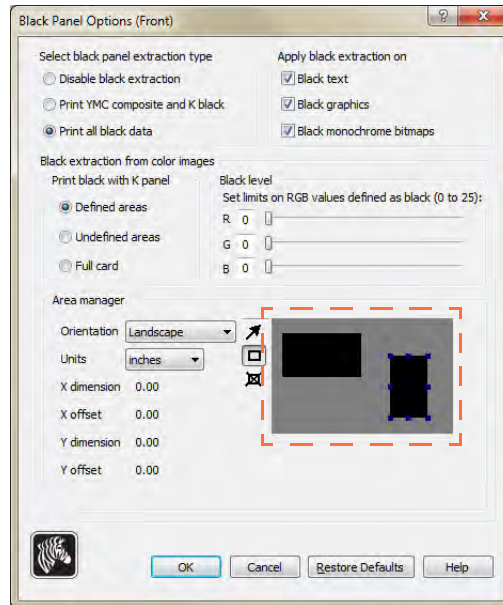 Black Panel Options (Front)
Select black panel extraction type
Disable black extraction
Print YMC composite and K black
Print all black data
Apply black extraction on
Black text
Black graphics
Black monochrome bitmaps
Black extraction from color images
Print black with K panel
Defined areas
Undefined areas
Full card
Black level
Set limits on RGB values defined as black (0 to 25):
R 0
G 0
B 0
Area manager
Orientation Landscape
Units inches
X dimension 0.00
X offset 0.00
Y dimension 0.00
Y offset 0.00
OK Cancel Restore Defaults Help